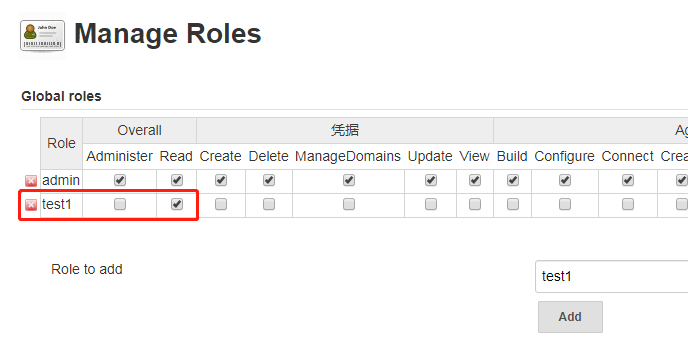 John Doe
Manage Roles
Global roles
Role Overall 凭据 Ag
Administer Read Create Delete ManageDomains Update View Build Configure Connect Crea
admin
test1
Role to add test1
Add